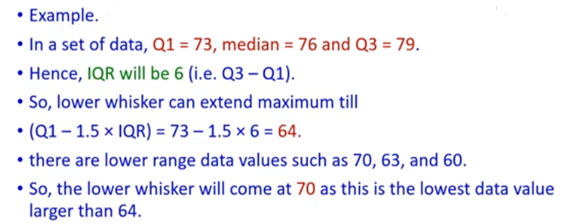 • Example.
• In a set of data, Q1 = 73, median = 76 and Q3 = 79.
• Hence, IQR will be 6 (i.e. Q3 – Q1).
• So, lower whisker can extend maximum till
• (Q1 – 1.5 × IQR) = 73 – 1.5 × 6 = 64.
• there are lower range data values such as 70, 63, and 60.
• So, the lower whisker will come at 70 as this is the lowest data value
larger than 64.